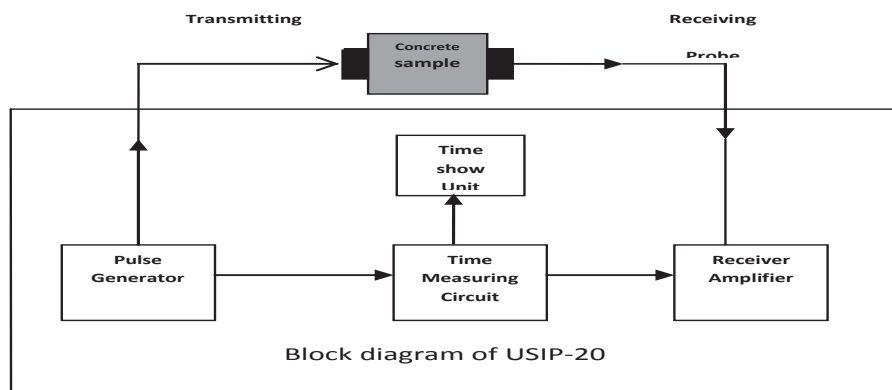 Transmitting
Receiving
Probe
Concrete
sample
Time
show
Unit
Pulse
Generator
Time
Measuring
Circuit
Receiver
Amplifier
Block diagram of USIP-20